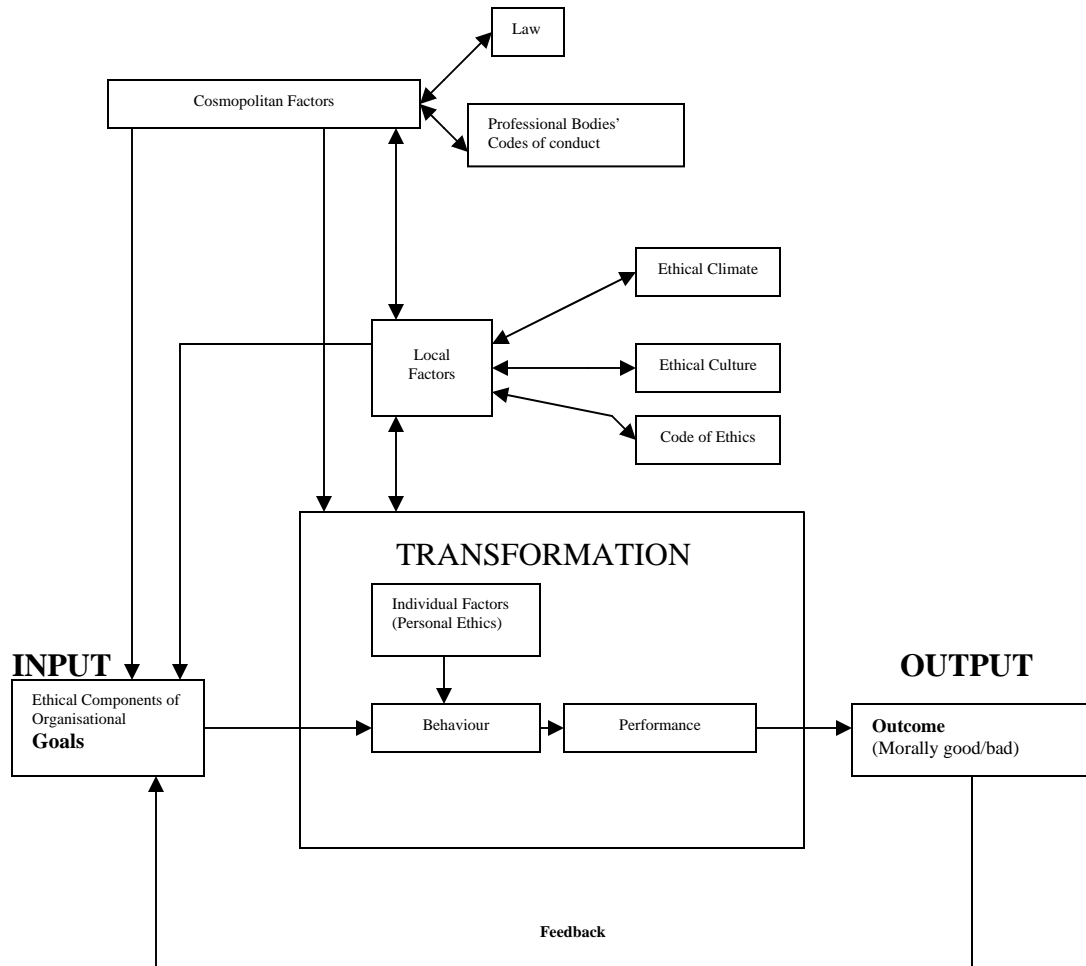 Law
Cosmopolitan Factors
Professional Bodies’
Codes of conduct
Ethical Climate
Local
Factors
Ethical Culture
Code of Ethics
TRANSFORMATION
Individual Factors
(Personal Ethics)
INPUT
OUTPUT
Ethical Components of
Organisational
Goals
Behaviour
Performance
Outcome
(Morally good/bad)
Feedback